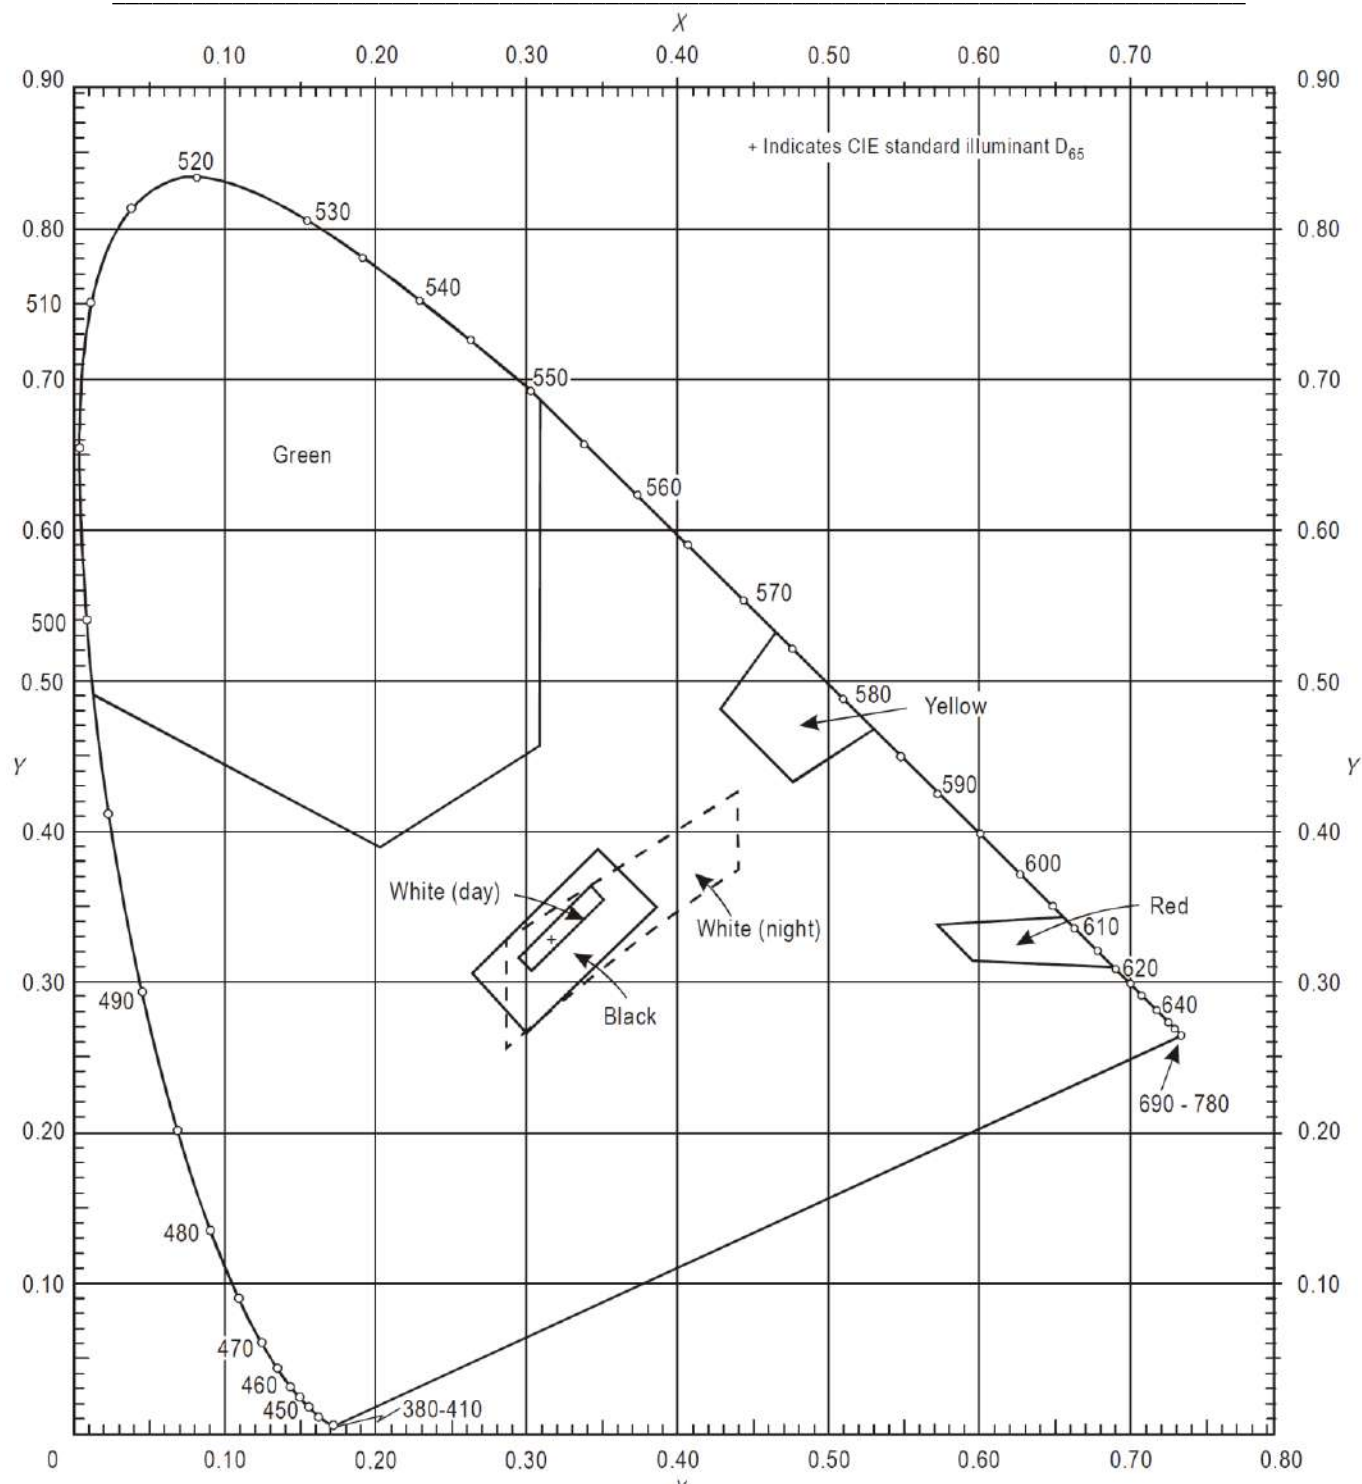 X
0.10 0.20 0.30 0.40 0.50 0.60 0.70
0.90 0.90
+ Indicates CIE standard illuminant D65
520
530
0.80 0.80
540
510
550
0.70 0.70
Green
560
0.60 0.60
570
500
0.50 0.50
580
Yellow
Y Y
590
0.40 0.40
600
White (day)
Red
White (night)
610
620
0.30 0.30
490
Black
640
690 - 780
0.20 0.20
480
0.10 0.10
470
460
450
380-410
0 0.10 0.20 0.30 0.40 0.50 0.60 0.70 0.80